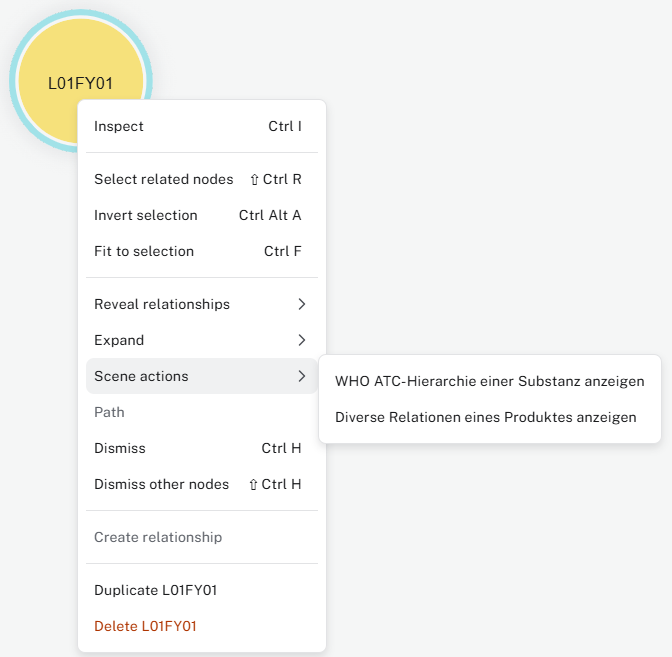 L01FY01
Inspect Ctrl I
Select related nodes ⇧ Ctrl R
Invert selection Ctrl Alt A
Fit to selection Ctrl F
Reveal relationships
Expand
Scene actions
WHO ATC-Hierarchie einer Substanz anzeigen
Diverse Relationen eines Produktes anzeigen
Path
Dismiss Ctrl H
Dismiss other nodes ⇧ Ctrl H
Create relationship
Duplicate L01FY01
Delete L01FY01